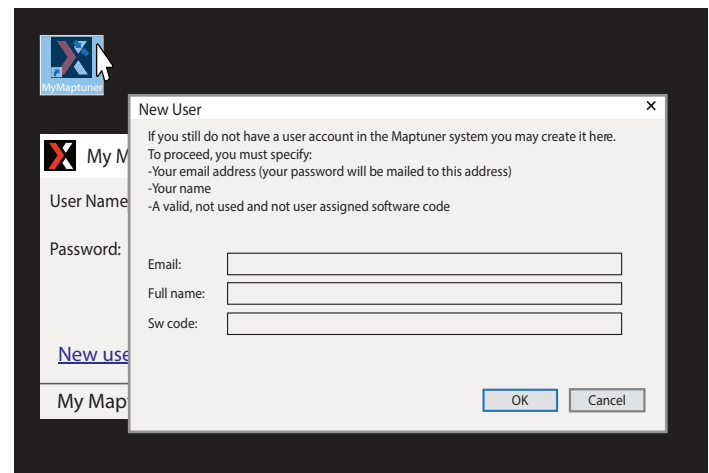 MyMaptuner
New User
If you still do not have a user account in the Maptuner system you may create it here.
To proceed, you must specify:
-Your email address (your password will be mailed to this address)
-Your name
-A valid, not used and not user assigned software code
Email:
Full name:
Sw code:
OK Cancel
My M
User Name
Password:
New use
My Map